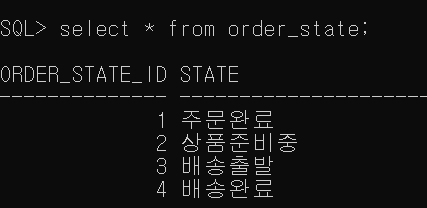 SQL> select * from order_state;
ORDER_STATE_ID STATE
-------------- --------------------
1 주문완료
2 상품준비중
3 배송출발
4 배송완료